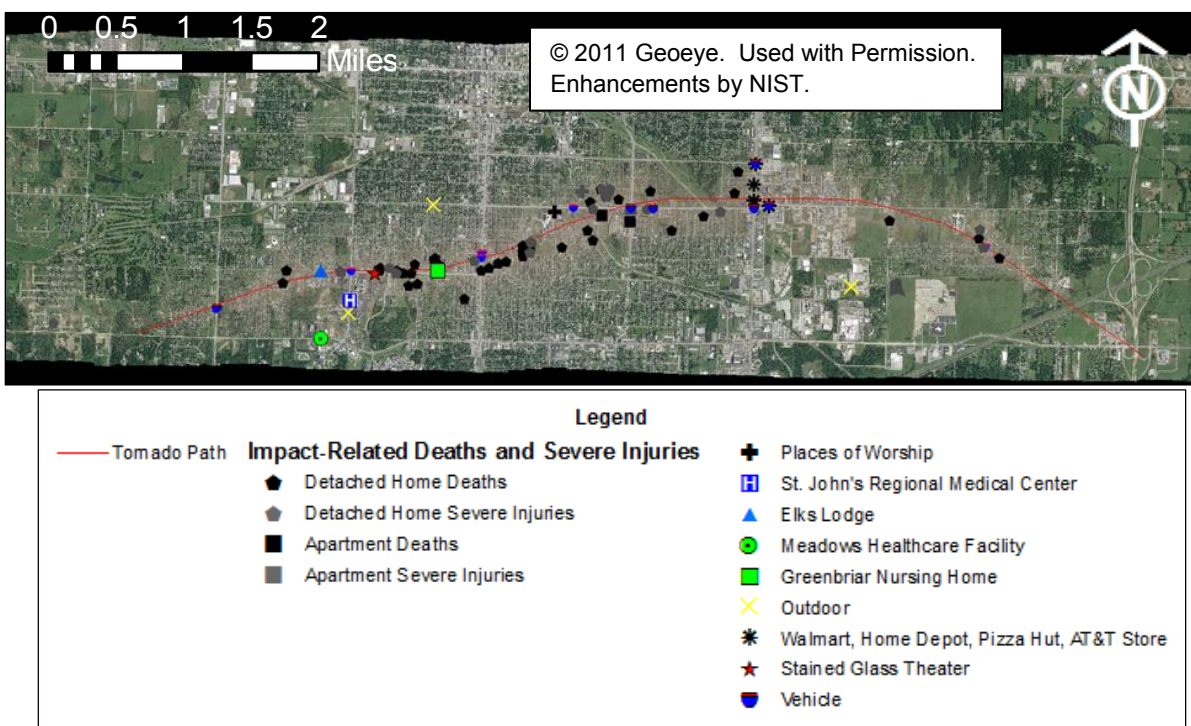 0 0.5 1 1.5 2
Miles
© 2011 Geoeye. Used with Permission.
Enhancements by NIST.
N
H
Legend
Tornado Path
Impact-Related Deaths and Severe Injuries
Detached Home Deaths
Detached Home Severe Injuries
Apartment Deaths
Apartment Severe Injuries
Places of Worship
H St. John's Regional Medical Center
Elks Lodge
Meadows Healthcare Facility
Greenbriar Nursing Home
Outdoor
Walmart, Home Depot, Pizza Hut, AT&T Store
Stained Glass Theater
Vehicle